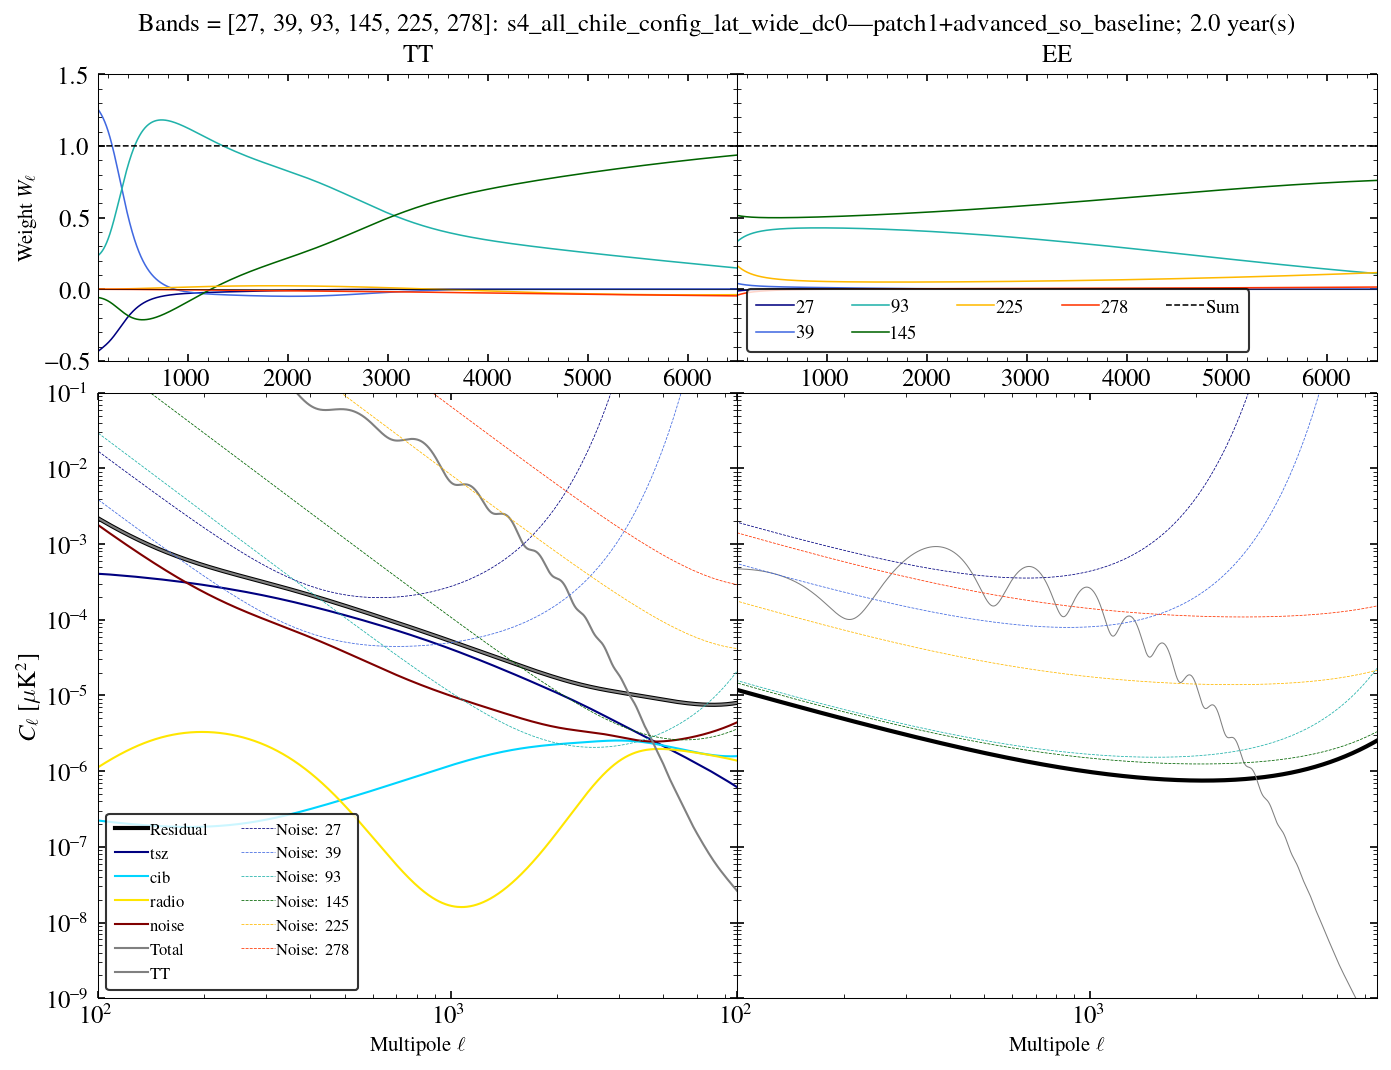 Bands = [27, 39, 93, 145, 225, 278]: s4_all_chile_config_lat_wide_dc0—patch1+advanced_so_baseline; 2.0 year(s)
TT EE
1.5
1.0
0.5
0.0
−0.5
Weight Wℓ
27 93 225 278 Sum
39 145
1000 2000 3000 4000 5000 6000 1000 2000 3000 4000 5000 6000
10⁻¹
10⁻²
10⁻³
10⁻⁴
10⁻⁵
10⁻⁶
10⁻⁷
10⁻⁸
10⁻⁹
Cℓ [μK²]
Residual Noise: 27
tsz Noise: 39
cib Noise: 93
radio Noise: 145
noise Noise: 225
Total Noise: 278
TT
10² 10³ 10² 10³
Multipole ℓ Multipole ℓ